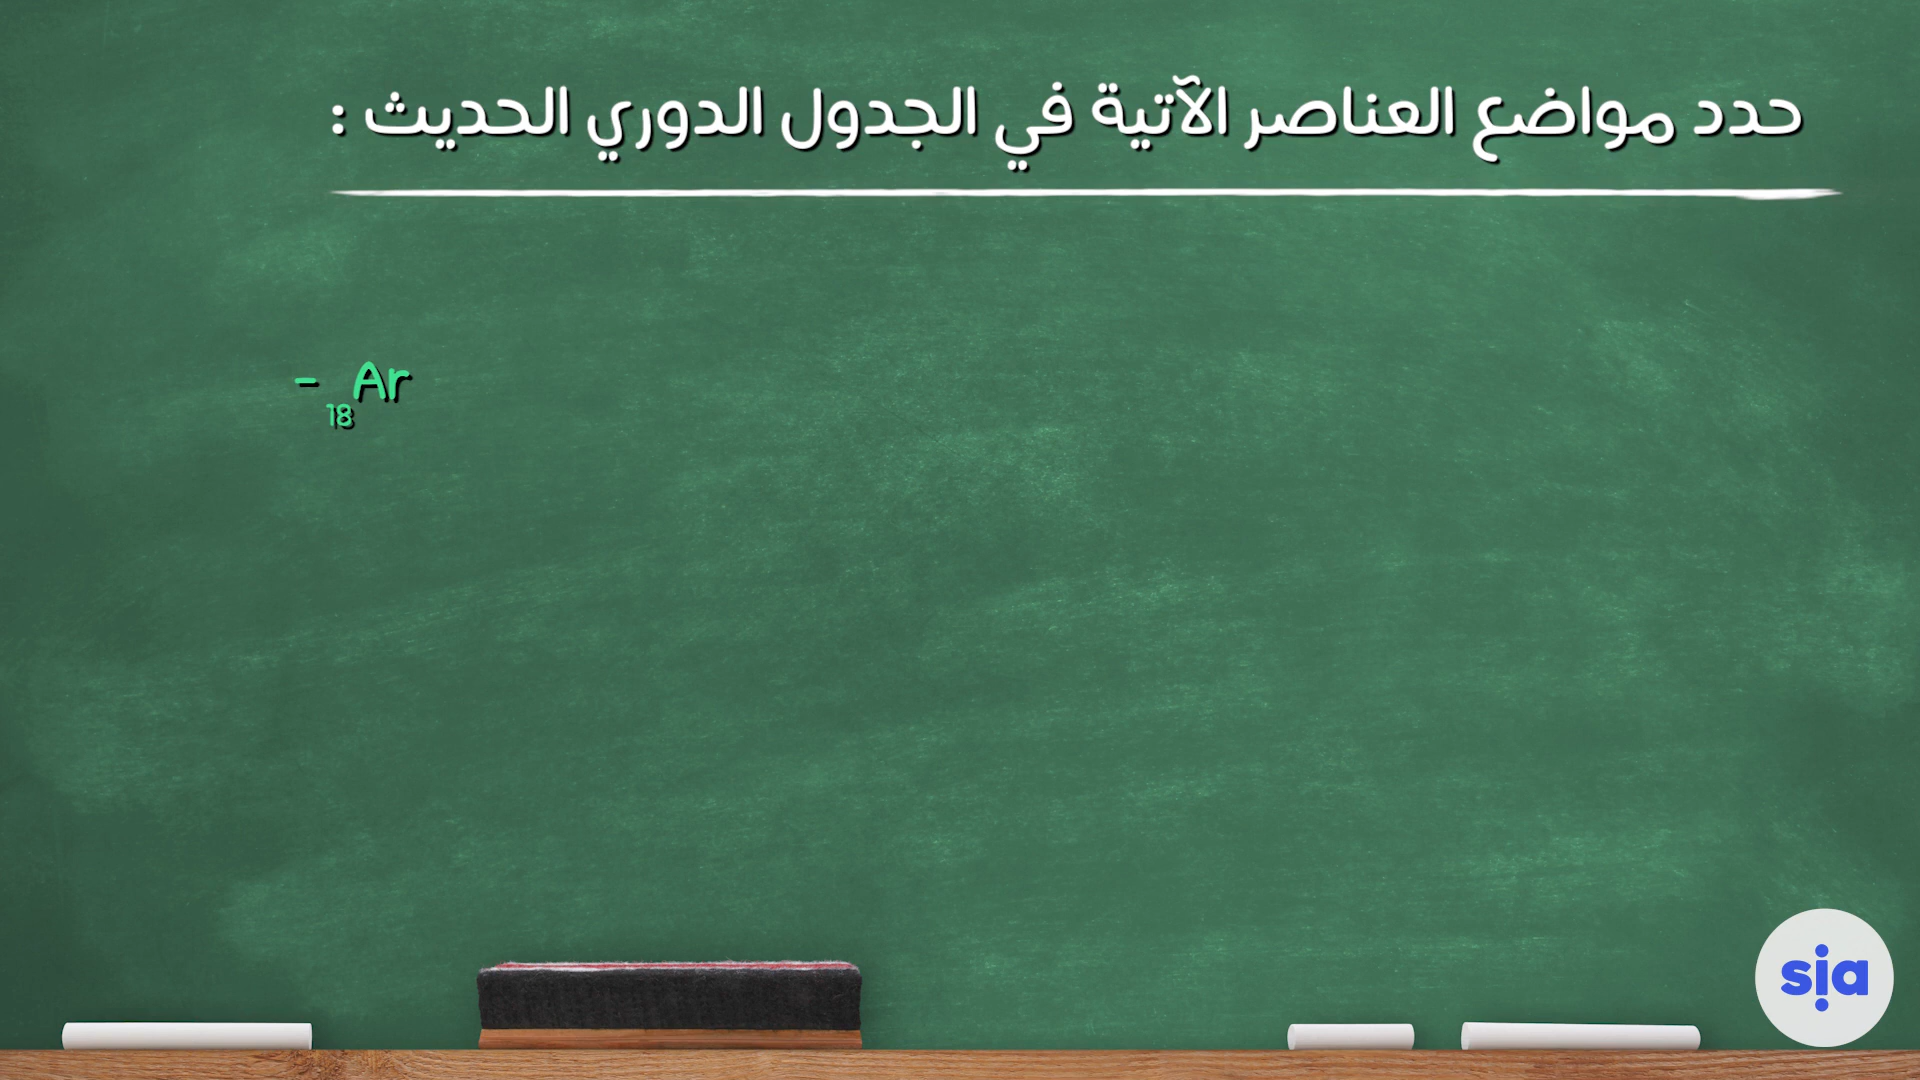 حدد مواضع العناصر الآتية في الجدول الدوري الحديث :
- ₁₈Ar
sia